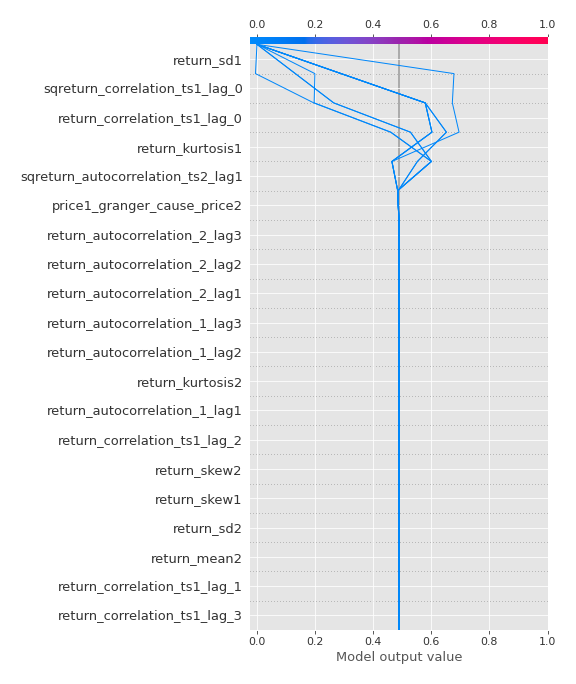 0.0 0.2 0.4 0.6 0.8 1.0
return_sd1
sqreturn_correlation_ts1_lag_0
return_correlation_ts1_lag_0
return_kurtosis1
sqreturn_autocorrelation_ts2_lag1
price1_granger_cause_price2
return_autocorrelation_2_lag3
return_autocorrelation_2_lag2
return_autocorrelation_2_lag1
return_autocorrelation_1_lag3
return_autocorrelation_1_lag2
return_kurtosis2
return_autocorrelation_1_lag1
return_correlation_ts1_lag_2
return_skew2
return_skew1
return_sd2
return_mean2
return_correlation_ts1_lag_1
return_correlation_ts1_lag_3
0.0 0.2 0.4 0.6 0.8 1.0
Model output value